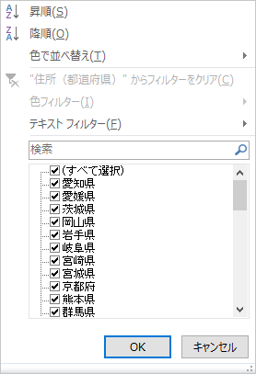 昇順(S)
降順(O)
色で並べ替え(T)
"住所（都道府県）" からフィルターをクリア(C)
色フィルター(I)
テキスト フィルター(F)
検索
(すべて選択)
愛知県
愛媛県
茨城県
岡山県
岩手県
岐阜県
宮崎県
宮城県
京都府
熊本県
群馬県
OK
キャンセル